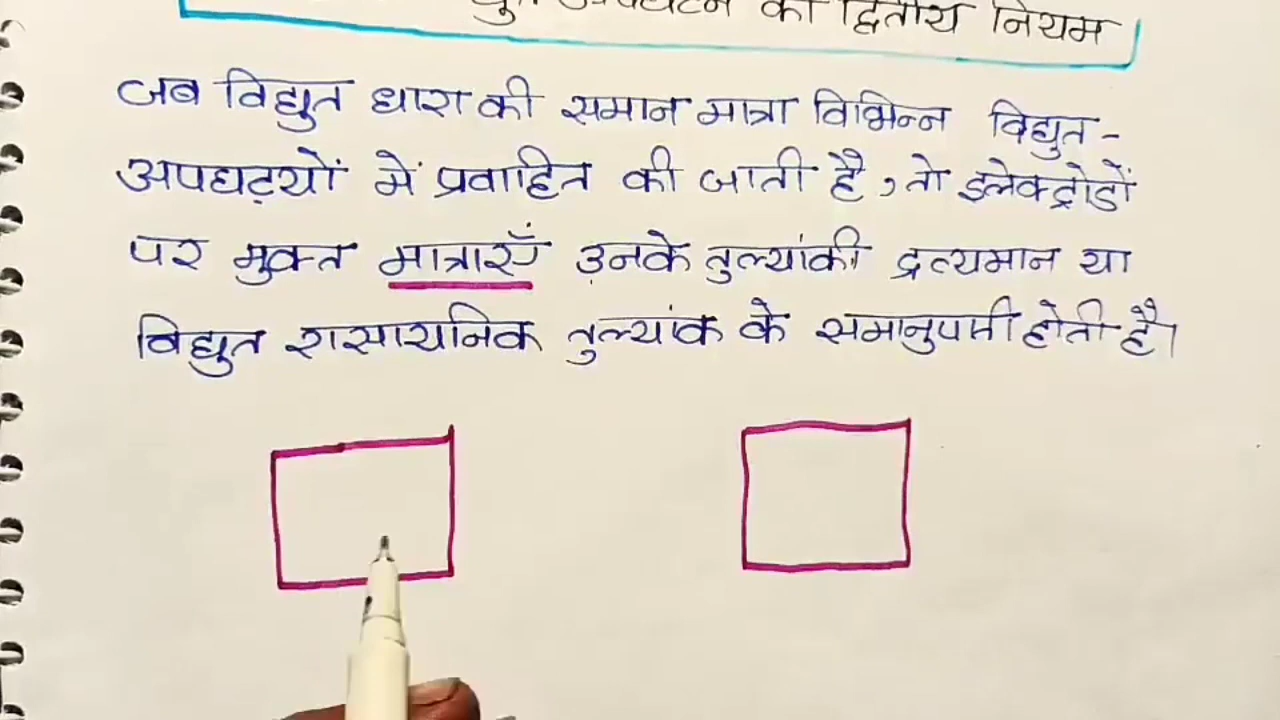 का द्वितीय नियम
जब विद्युत धारा की समान मात्रा विभिन्न विद्युत-
अपघट्यों में प्रवाहित की जाती है, तो इलेक्ट्रोडों
पर मुक्त मात्राएँ उनके तुल्यांकी द्रव्यमान या
विद्युत रासायनिक तुल्यांक के समानुपाती होती है।